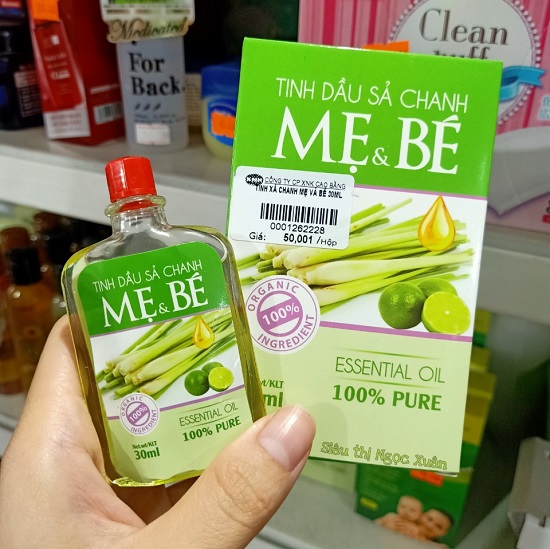 Medicated
For
Back
Clean
puff
TINH DẦU SẢ CHANH
MẸ & BÉ
CÔNG TY CP XNK CAO BẰNG
TINH XẢ CHANH MẸ VÀ BÉ 30ML
0001262228
Giá: 50,001 /Hộp
ORGANIC
100%
INGREDIENT
ESSENTIAL OIL
100% PURE
Siêu thị Ngọc Xuân
TINH DẦU SẢ CHANH
MẸ & BÉ
ORGANIC
100%
INGREDIENT
ESSENTIAL OIL
100% PURE
Net.wt/KLT
30ml